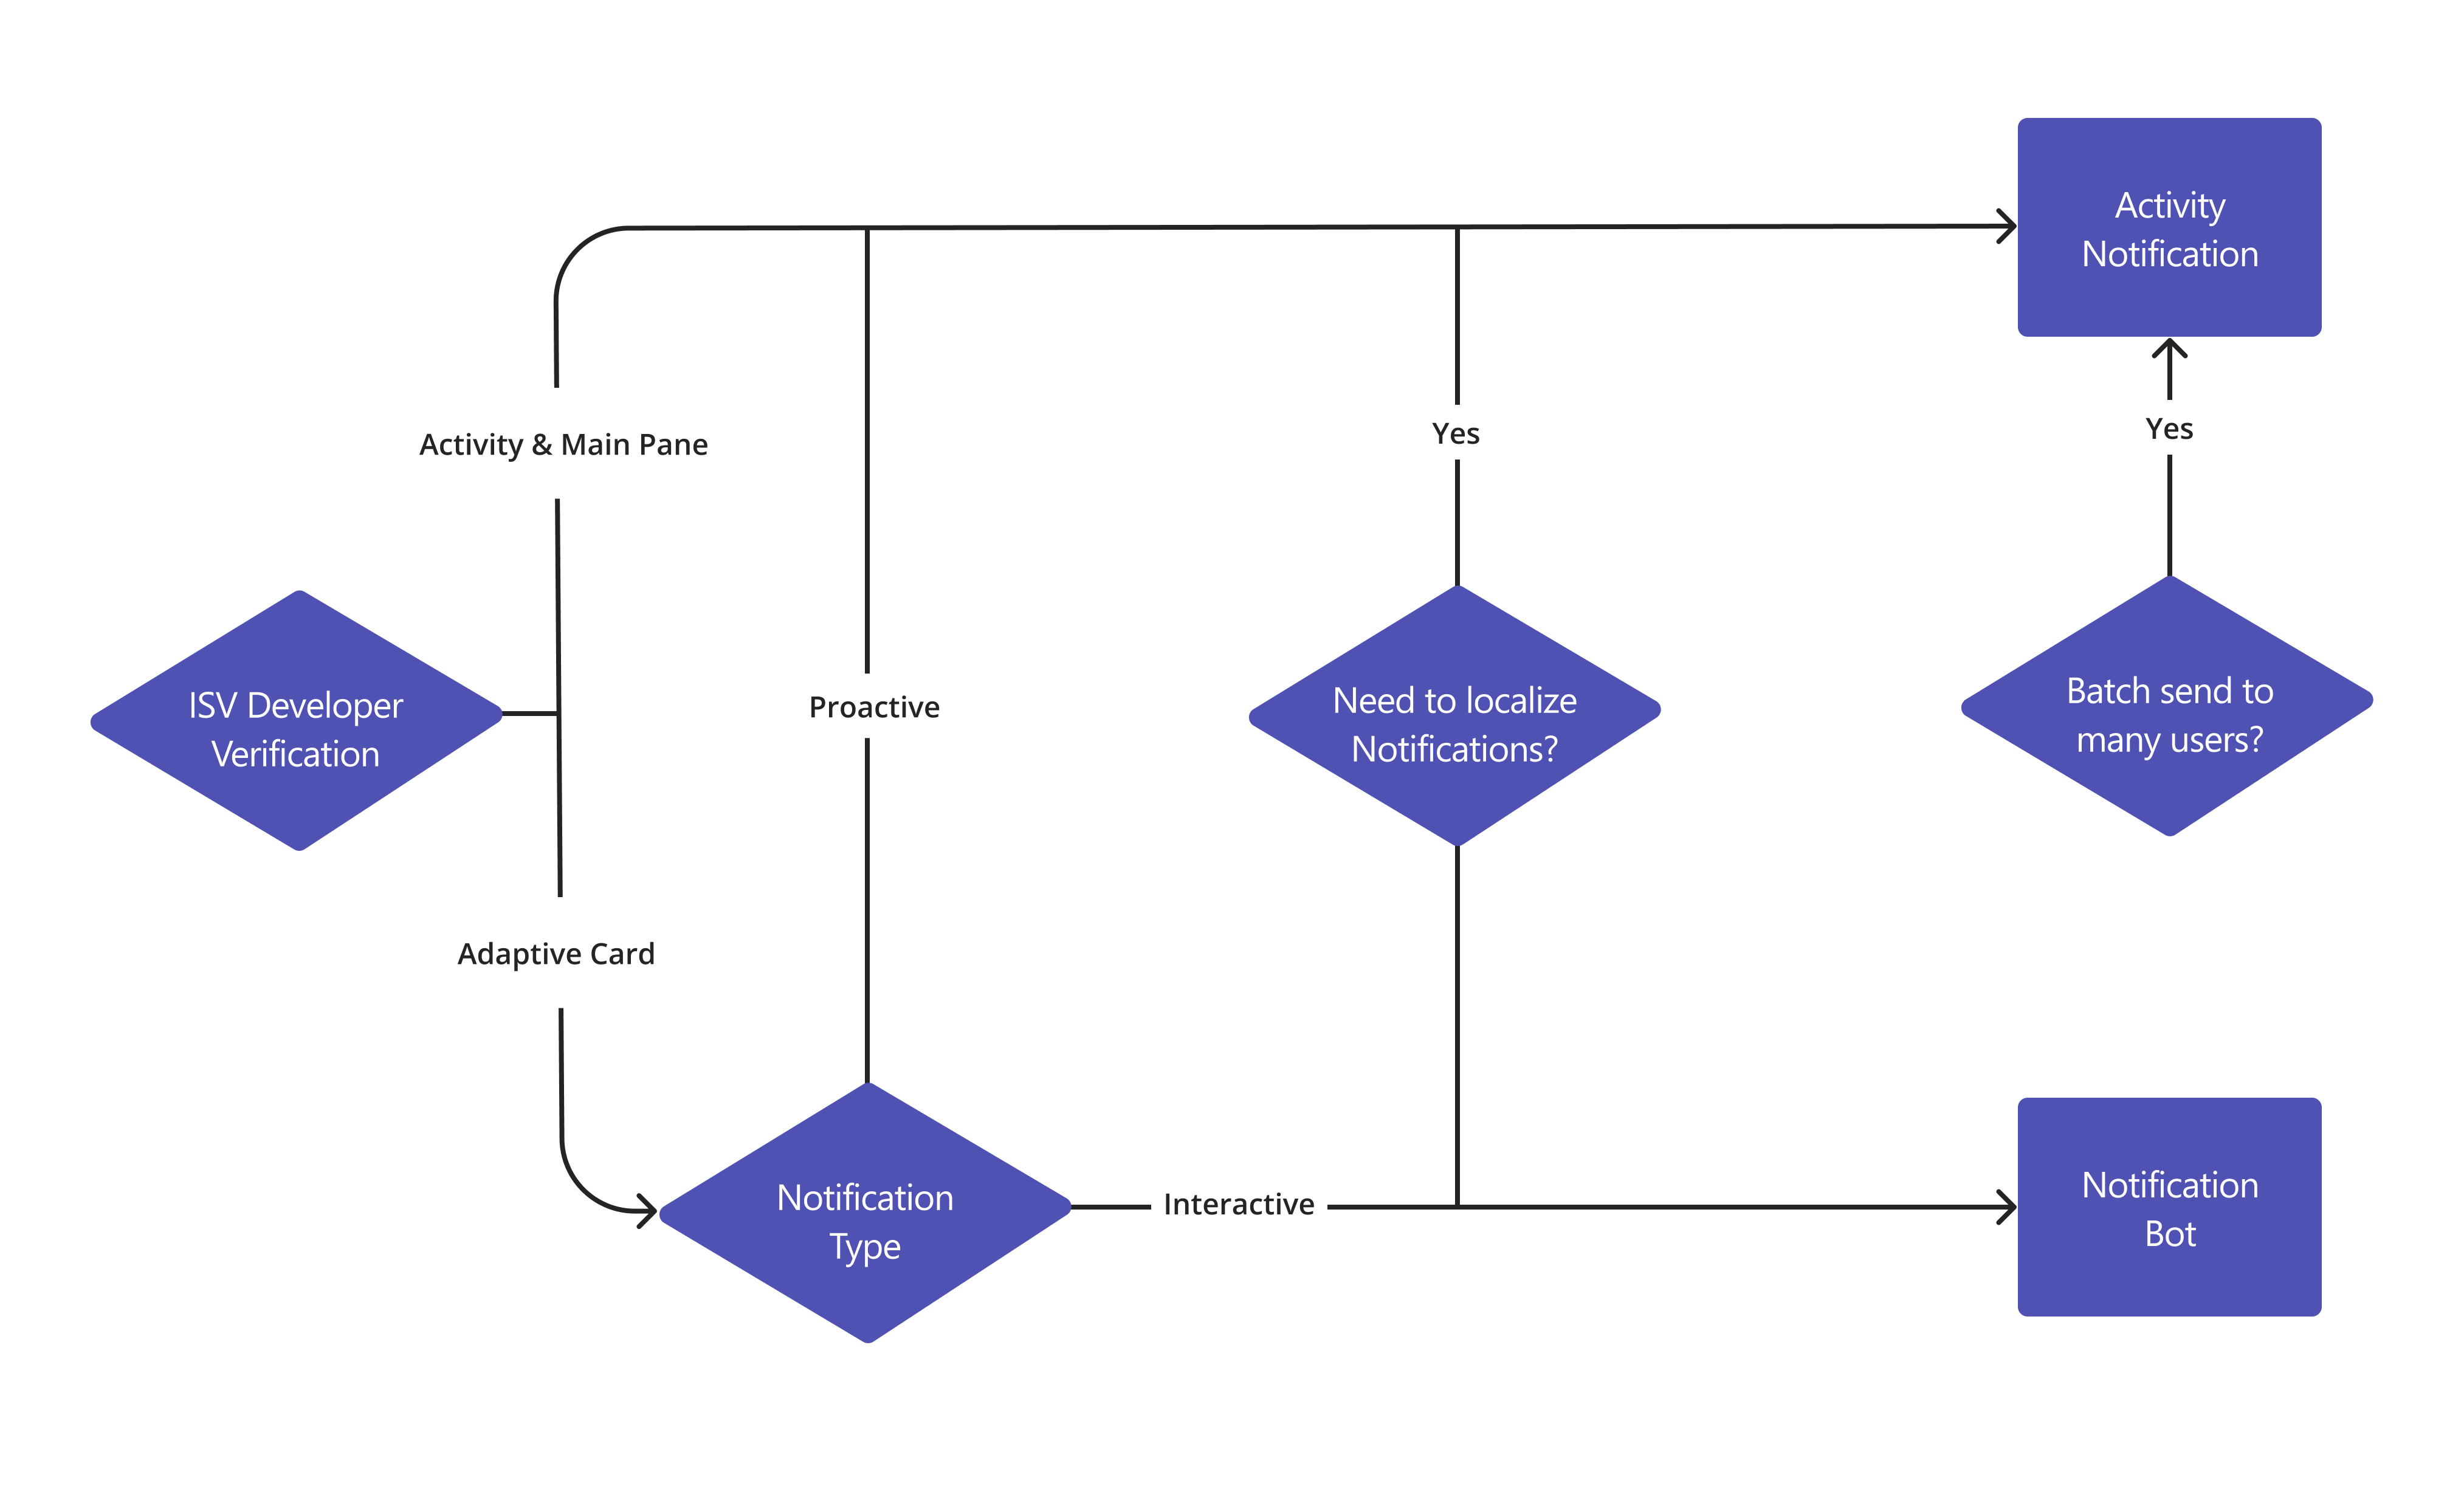 Activity
Notification
Activity & Main Pane
Yes
Yes
ISV Developer
Verification
Proactive
Need to localize
Notifications?
Batch send to
many users?
Adaptive Card
Notification
Type
Interactive
Notification
Bot